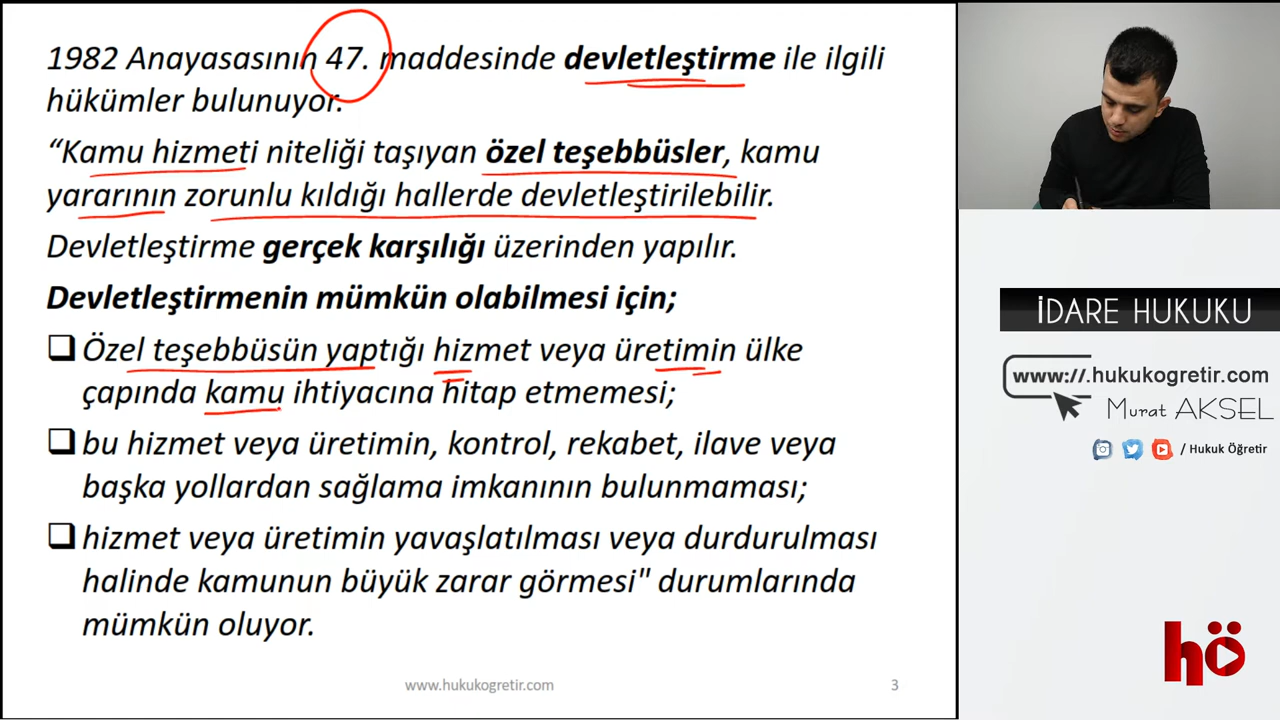 1982 Anayasasının 47. maddesinde devletleştirme ile ilgili
hükümler bulunuyor.
“Kamu hizmeti niteliği taşıyan özel teşebbüsler, kamu
yararının zorunlu kıldığı hallerde devletleştirilebilir.
Devletleştirme gerçek karşılığı üzerinden yapılır.
Devletleştirmenin mümkün olabilmesi için;
Özel teşebbüsün yaptığı hizmet veya üretimin ülke
çapında kamu ihtiyacına hitap etmemesi;
bu hizmet veya üretimin, kontrol, rekabet, ilave veya
başka yollardan sağlama imkanının bulunmaması;
hizmet veya üretimin yavaşlatılması veya durdurulması
halinde kamunun büyük zarar görmesi" durumlarında
mümkün oluyor.
www.hukukogretir.com
3
İDARE HUKUKU
www://.hukukogretir.com
Murat AKSEL
/ Hukuk Öğretir
hö